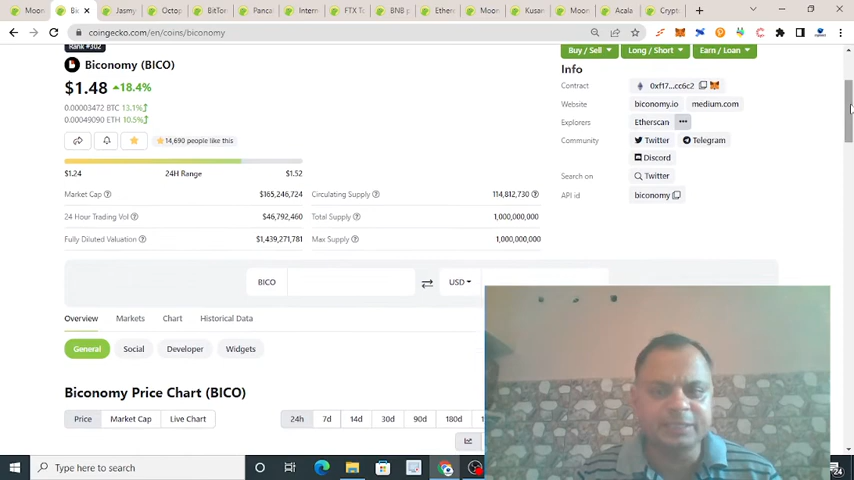 Moon
Bi
Jasmy
Octop
BitTor
Panca
Intern
FTX To
BNB p
Ethere
Moon
Kusan
Moon
Acala
Crypt
coingecko.com/en/coins/biconomy
Rank #302
Biconomy (BICO)
$1.48 18.4%
0.00003472 BTC 13.1%
0.00049090 ETH 10.5%
14,690 people like this
$1.24 24H Range $1.52
Market Cap $165,246,724
24 Hour Trading Vol $46,792,460
Fully Diluted Valuation $1,439,271,781
Circulating Supply 114,812,730
Total Supply 1,000,000,000
Max Supply 1,000,000,000
Buy / Sell Long / Short Earn / Loan
Info
Contract 0xf17...cc6c2
Website biconomy.io medium.com
Explorers Etherscan
Community Twitter Telegram
Discord
Search on Twitter
API id biconomy
BICO USD
Overview Markets Chart Historical Data
General Social Developer Widgets
Biconomy Price Chart (BICO)
Price Market Cap Live Chart
24h 7d 14d 30d 90d 180d
Type here to search
24